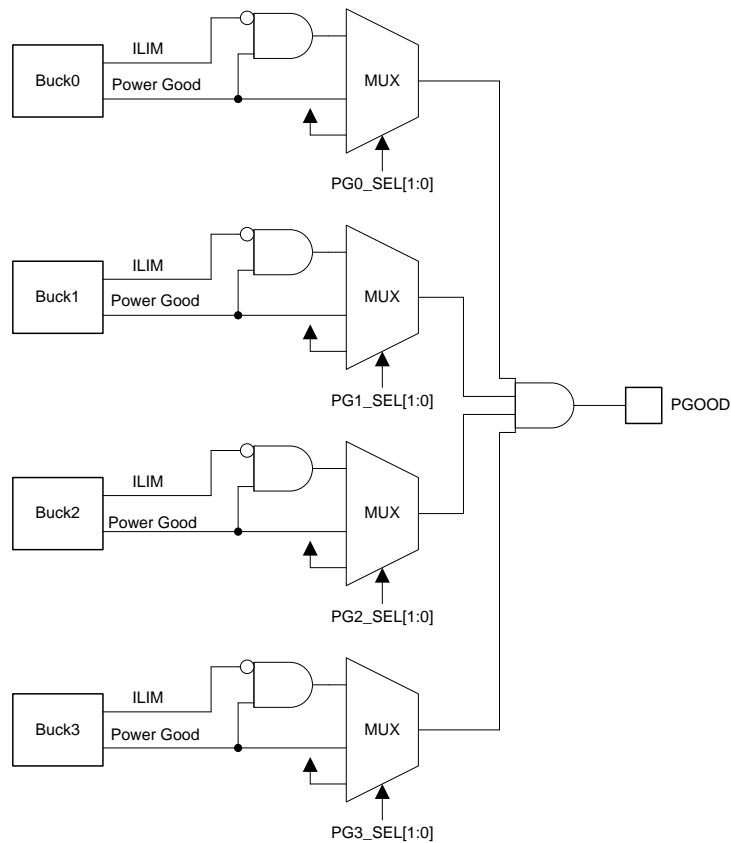 ILIM
Buck0
Power Good
MUX
PG0_SEL[1:0]
ILIM
Buck1
Power Good
MUX
PG1_SEL[1:0]
PGOOD
ILIM
Buck2
Power Good
MUX
PG2_SEL[1:0]
ILIM
Buck3
Power Good
MUX
PG3_SEL[1:0]